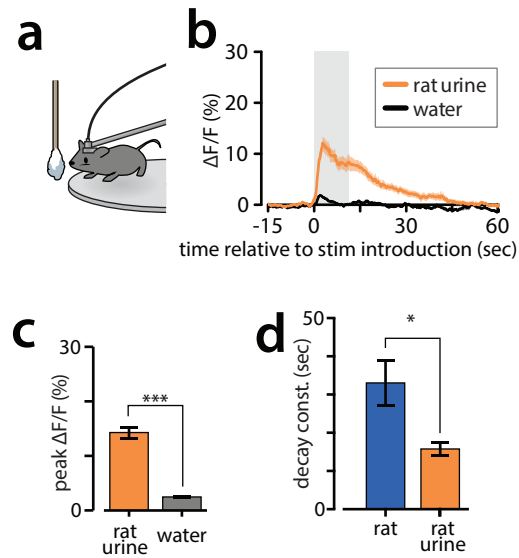 a
b
30
20
10
0
ΔF/F (%)
rat urine
water
-15
0
30
60
time relative to stim introduction (sec)
c
30
0
peak ΔF/F (%)
***
rat
urine
water
d
50
0
decay const. (sec)
*
rat
rat
urine